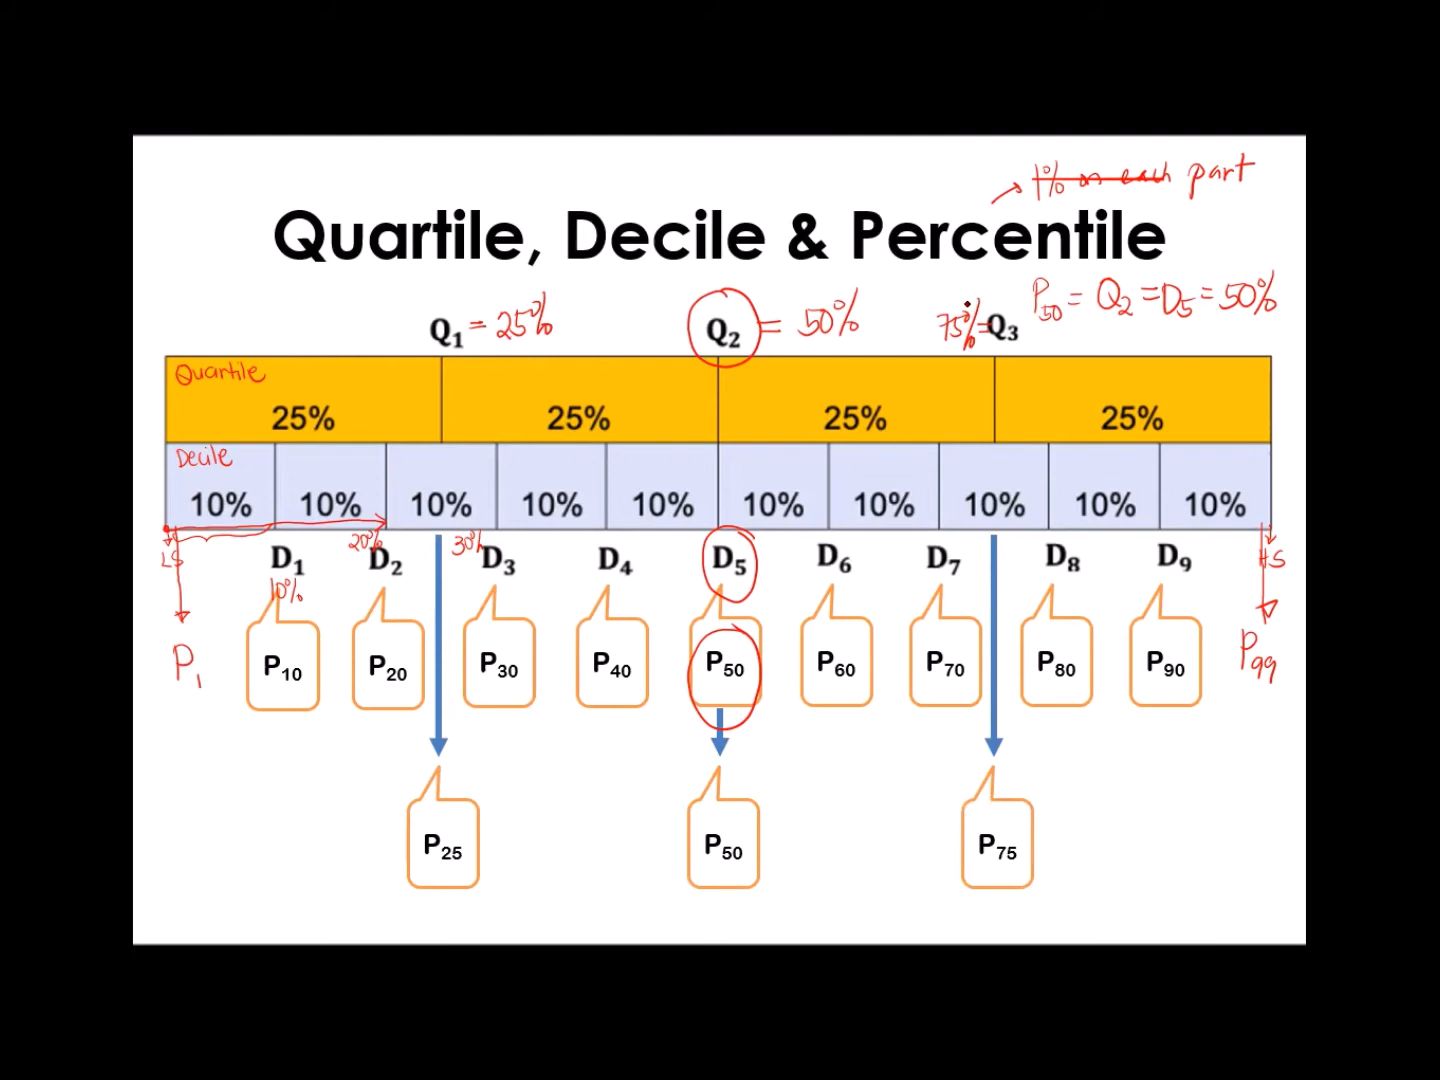 1% on each part
Quartile, Decile & Percentile
P50 = Q2 = D5 = 50%
Q1 = 25% Q2 = 50% 75% = Q3
Quartile
25% 25% 25% 25%
Decile
10% 10% 10% 10% 10% 10% 10% 10% 10% 10%
20% 30%
LS D1 D2 D3 D4 D5 D6 D7 D8 D9 HS
10%
P1 P10 P20 P30 P40 P50 P60 P70 P80 P90 P99
P25 P50 P75